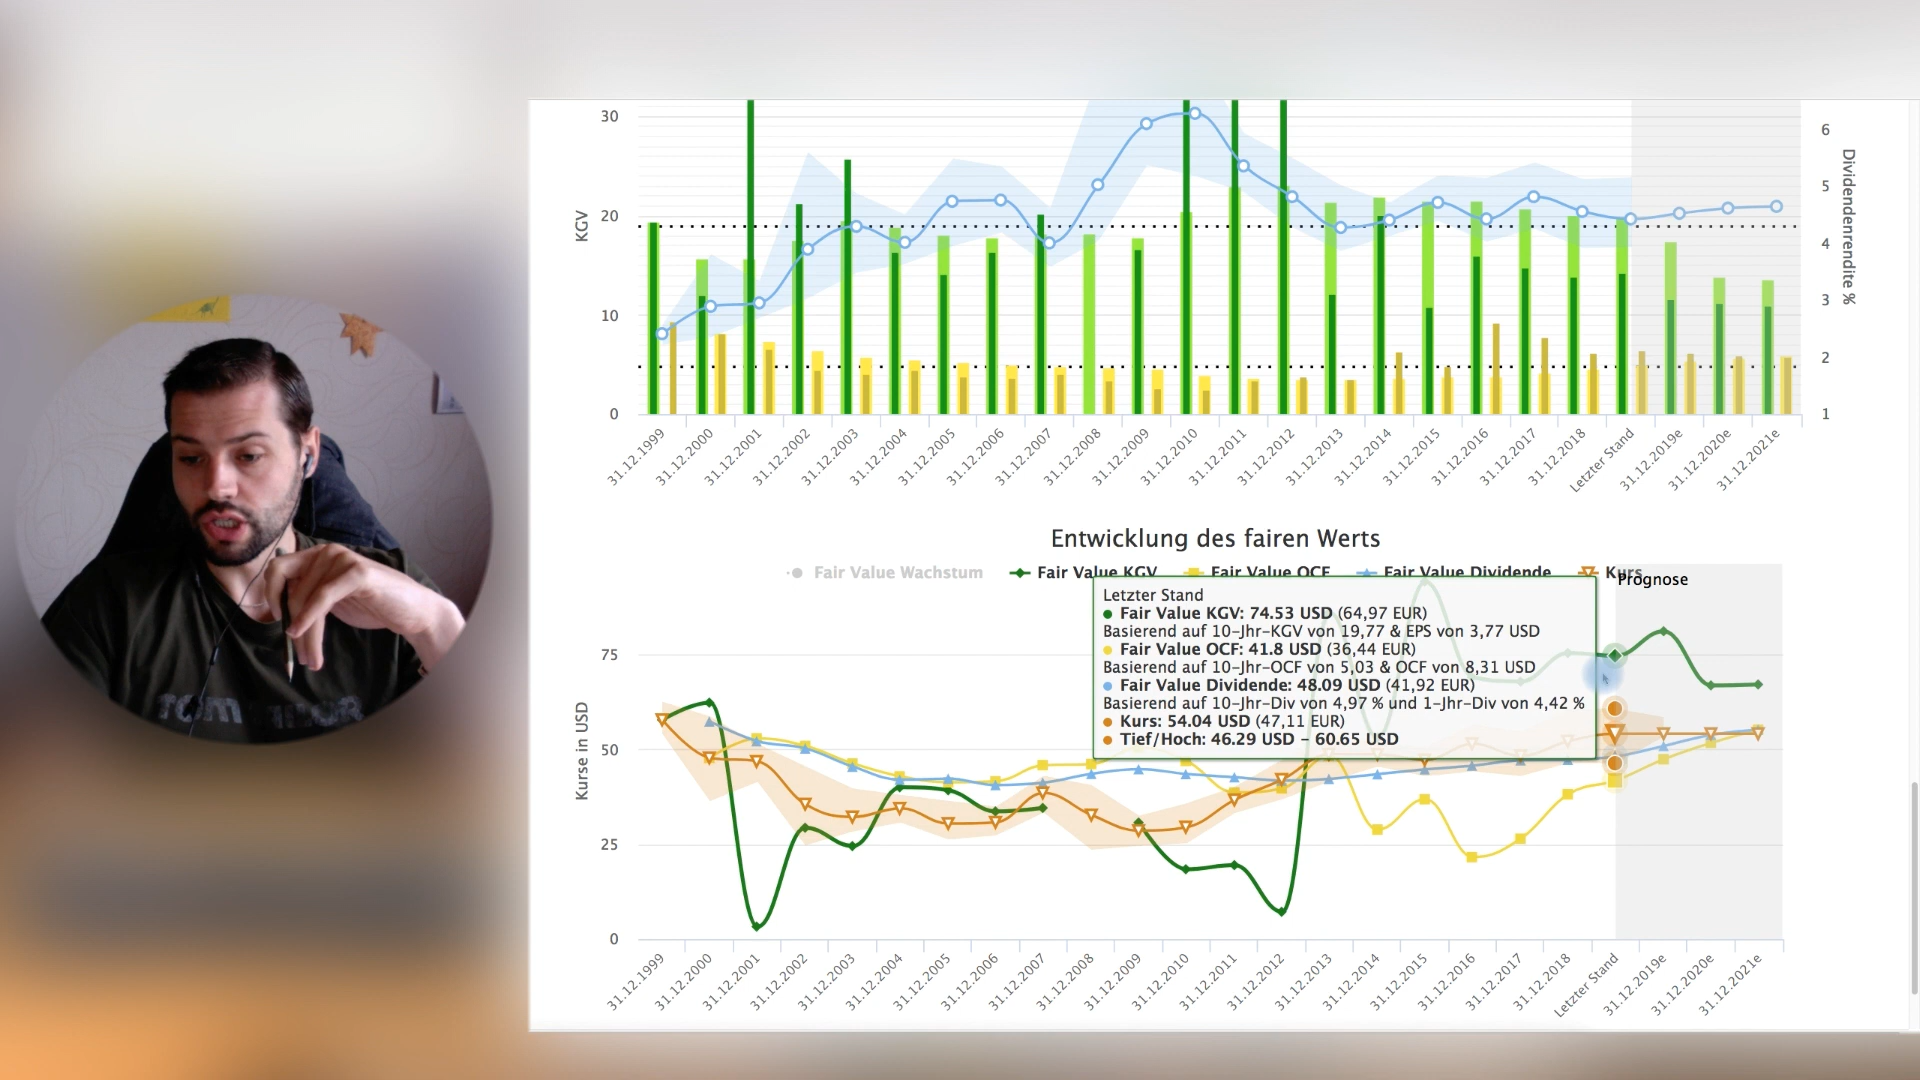 30
20
10
0
KGV
6
5
4
3
2
1
Dividendenrendite %
31.12.1999
31.12.2000
31.12.2001
31.12.2002
31.12.2003
31.12.2004
31.12.2005
31.12.2006
31.12.2007
31.12.2008
31.12.2009
31.12.2010
31.12.2011
31.12.2012
31.12.2013
31.12.2014
31.12.2015
31.12.2016
31.12.2017
31.12.2018
Letzter Stand
31.12.2019e
31.12.2020e
31.12.2021e
Entwicklung des fairen Werts
Fair Value Wachstum
Fair Value KGV
Fair Value OCF
Fair Value Dividende
Kurs
Prognose
Letzter Stand
Fair Value KGV: 74.53 USD (64,97 EUR)
Basierend auf 10-Jhr-KGV von 19,77 & EPS von 3,77 USD
Fair Value OCF: 41.8 USD (36,44 EUR)
Basierend auf 10-Jhr-OCF von 5,03 & OCF von 8,31 USD
Fair Value Dividende: 48.09 USD (41,92 EUR)
Basierend auf 10-Jhr-Div von 4,97 % und 1-Jhr-Div von 4,42 %
Kurs: 54.04 USD (47,11 EUR)
Tief/Hoch: 46.29 USD – 60.65 USD
75
50
25
0
Kurse in USD
31.12.1999
31.12.2000
31.12.2001
31.12.2002
31.12.2003
31.12.2004
31.12.2005
31.12.2006
31.12.2007
31.12.2008
31.12.2009
31.12.2010
31.12.2011
31.12.2012
31.12.2013
31.12.2014
31.12.2015
31.12.2016
31.12.2017
31.12.2018
Letzter Stand
31.12.2019e
31.12.2020e
31.12.2021e
TOM